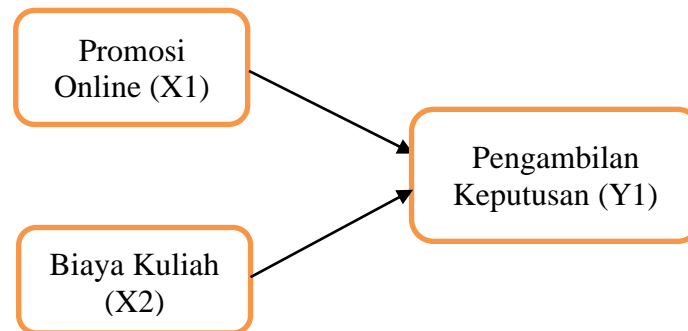 Promosi
Online (X1)
Pengambilan
Keputusan (Y1)
Biaya Kuliah
(X2)